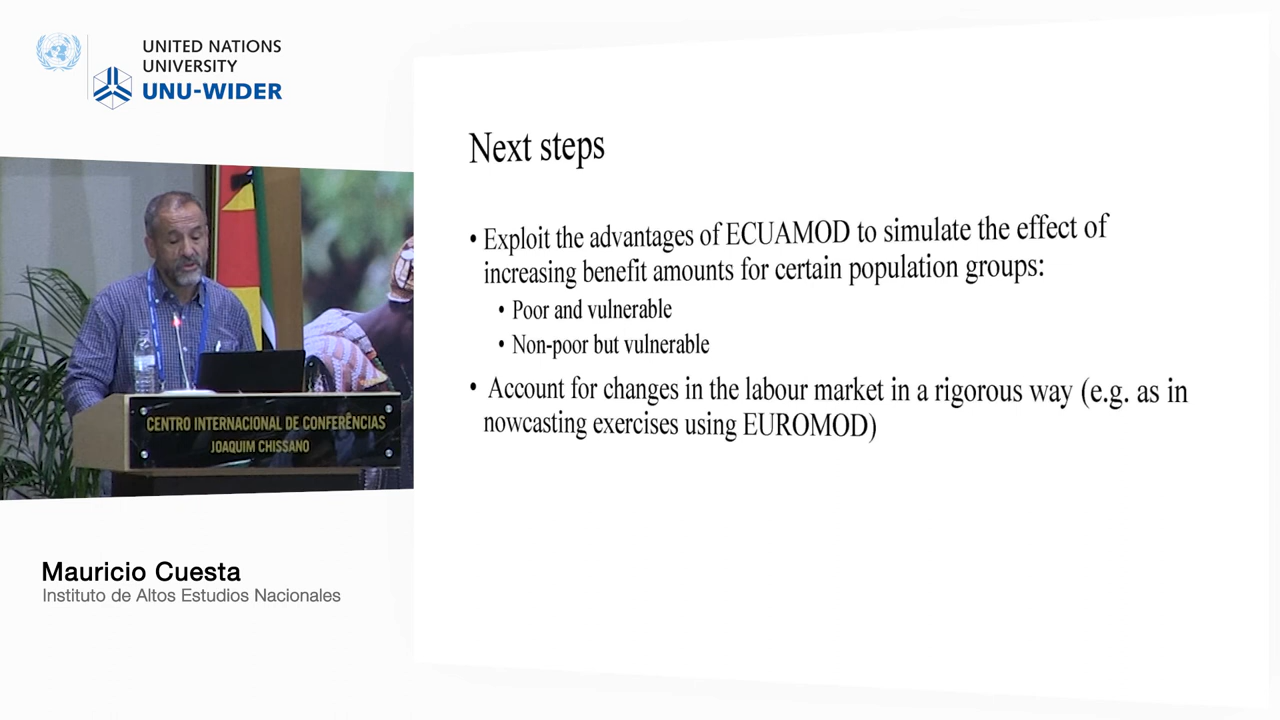 UNITED NATIONS
UNIVERSITY
UNU-WIDER
CENTRO INTERNACIONAL DE CONFERÊNCIAS
JOAQUIM CHISSANO
Mauricio Cuesta
Instituto de Altos Estudios Nacionales
Next steps
• Exploit the advantages of ECUAMOD to simulate the effect of
increasing benefit amounts for certain population groups:
• Poor and vulnerable
• Non-poor but vulnerable
• Account for changes in the labour market in a rigorous way (e.g. as in
nowcasting exercises using EUROMOD)